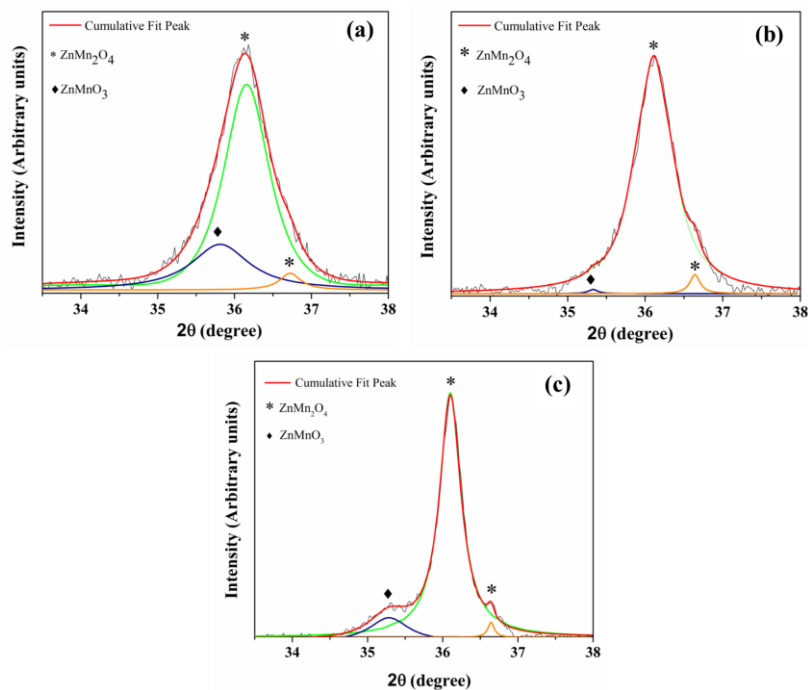 Cumulative Fit Peak
* ZnMn₂O₄
♦ ZnMnO₃
(a)
*
♦
*
Intensity (Arbitrary units)
34 35 36 37 38
2θ (degree)
Cumulative Fit Peak
* ZnMn₂O₄
♦ ZnMnO₃
(b)
*
♦
*
Intensity (Arbitrary units)
34 35 36 37 38
2θ (degree)
Cumulative Fit Peak
* ZnMn₂O₄
♦ ZnMnO₃
(c)
*
♦
*
Intensity (Arbitrary units)
34 35 36 37 38
2θ (degree)